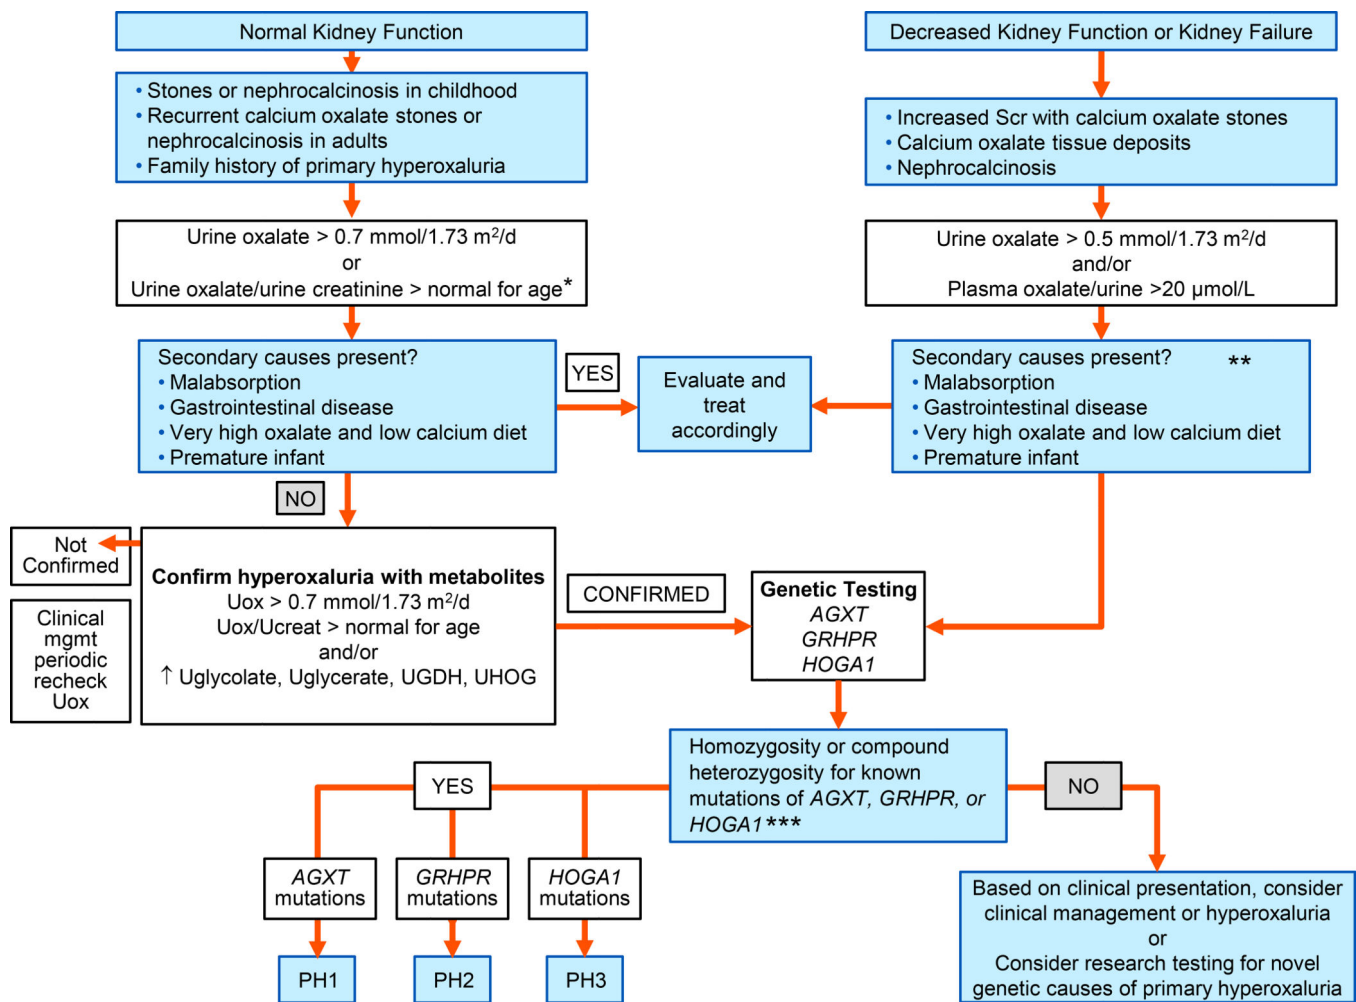 Normal Kidney Function
• Stones or nephrocalcinosis in childhood
• Recurrent calcium oxalate stones or
nephrocalcinosis in adults
• Family history of primary hyperoxaluria
Urine oxalate > 0.7 mmol/1.73 m²/d
or
Urine oxalate/urine creatinine > normal for age*
Secondary causes present?
• Malabsorption
• Gastrointestinal disease
• Very high oxalate and low calcium diet
• Premature infant
YES
Evaluate and
treat
accordingly
Decreased Kidney Function or Kidney Failure
• Increased Scr with calcium oxalate stones
• Calcium oxalate tissue deposits
• Nephrocalcinosis
Urine oxalate > 0.5 mmol/1.73 m²/d
and/or
Plasma oxalate/urine >20 µmol/L
Secondary causes present? **
• Malabsorption
• Gastrointestinal disease
• Very high oxalate and low calcium diet
• Premature infant
NO
Not
Confirmed
Clinical
mgmt
periodic
recheck
Uox
Confirm hyperoxaluria with metabolites
Uox > 0.7 mmol/1.73 m²/d
Uox/Ucreat > normal for age
and/or
↑ Uglycolate, Uglycerate, UGDH, UHOG
CONFIRMED
Genetic Testing
AGXT
GRHPR
HOGA1
Homozygosity or compound
heterozygosity for known
mutations of AGXT, GRHPR, or
HOGA1***
YES
NO
AGXT
mutations
GRHPR
mutations
HOGA1
mutations
PH1
PH2
PH3
Based on clinical presentation, consider
clinical management or hyperoxaluria
or
Consider research testing for novel
genetic causes of primary hyperoxaluria